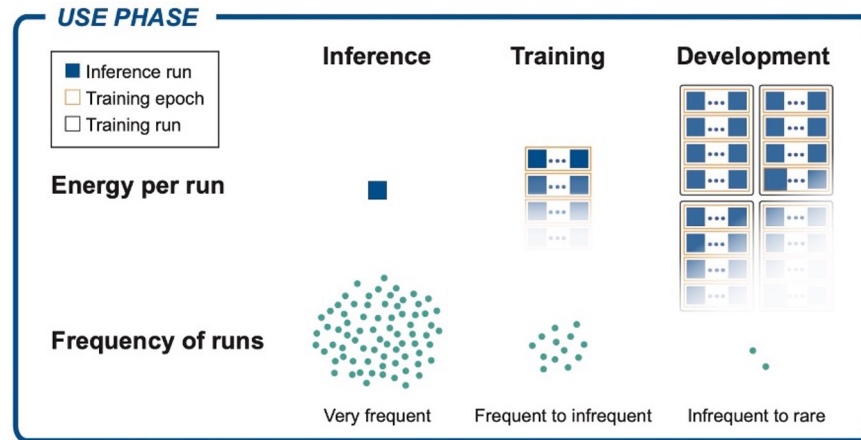 USE PHASE
Inference run
Training epoch
Training run
Inference
Training
Development
Energy per run
Frequency of runs
Very frequent
Frequent to infrequent
Infrequent to rare